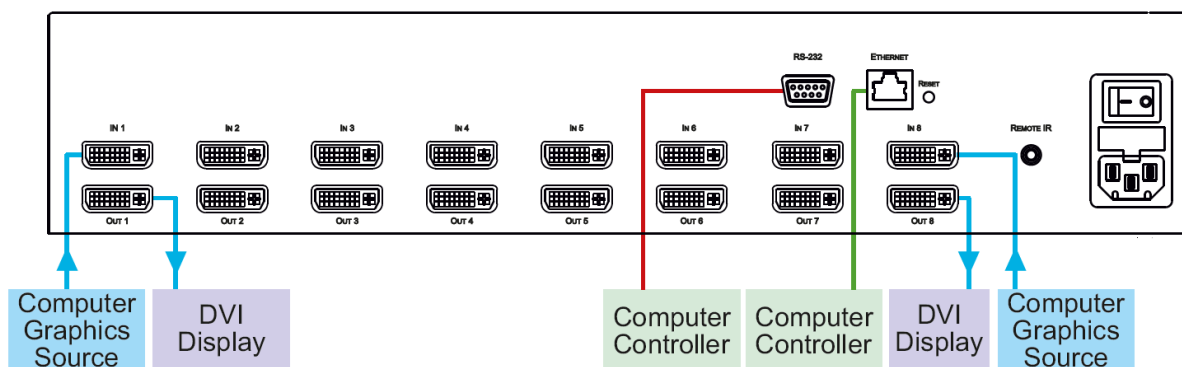 RS-232
ETHERNET
RESET
IN 1
IN 2
IN 3
IN 4
IN 5
IN 6
IN 7
IN 8
REMOTE IR
OUT 1
OUT 2
OUT 3
OUT 4
OUT 5
OUT 6
OUT 7
OUT 8
Computer
Graphics
Source
DVI
Display
Computer
Controller
Computer
Controller
DVI
Display
Computer
Graphics
Source